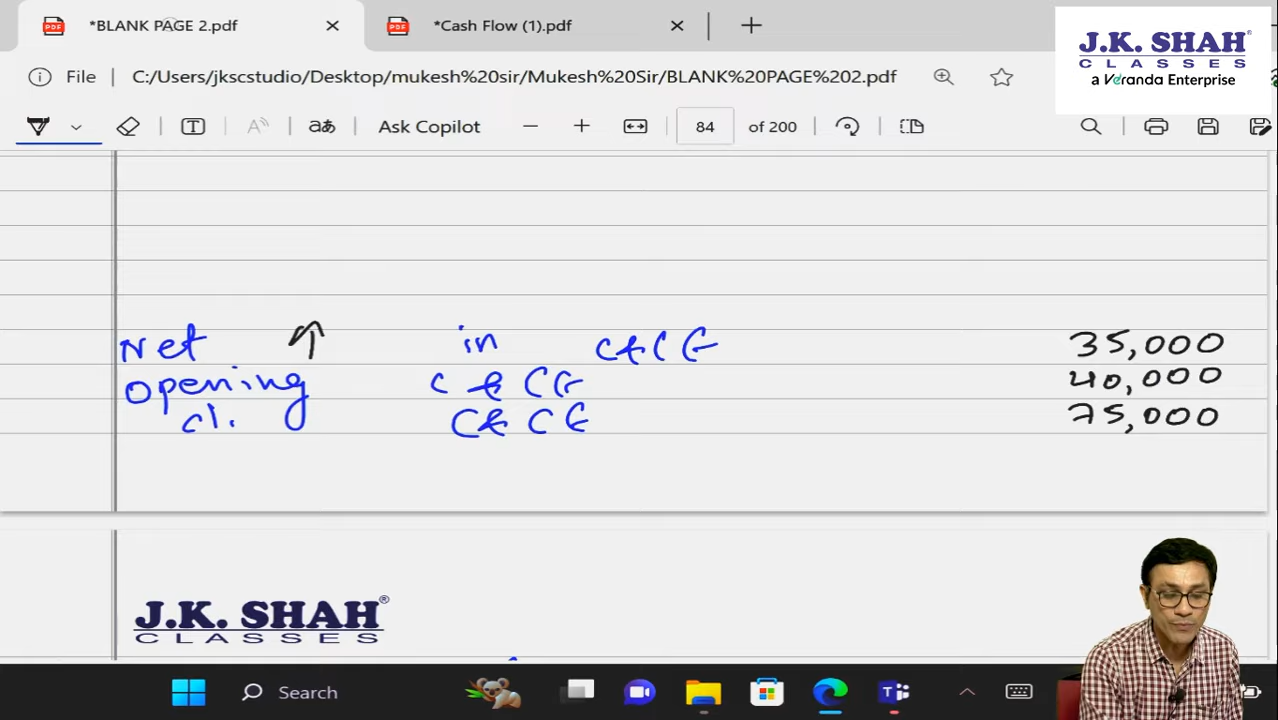 *BLANK PAGE 2.pdf
*Cash Flow (1).pdf
J.K. SHAH®
CLASSES
a Veranda Enterprise
File C:/Users/jkscstudio/Desktop/mukesh%20sir/Mukesh%20Sir/BLANK%20PAGE%202.pdf
aあ Ask Copilot 84 of 200
Net ↑ in C&CE 35,000
Opening C & CE 40,000
cl. C& CE 75,000
J.K. SHAH®
CLASSES
Search